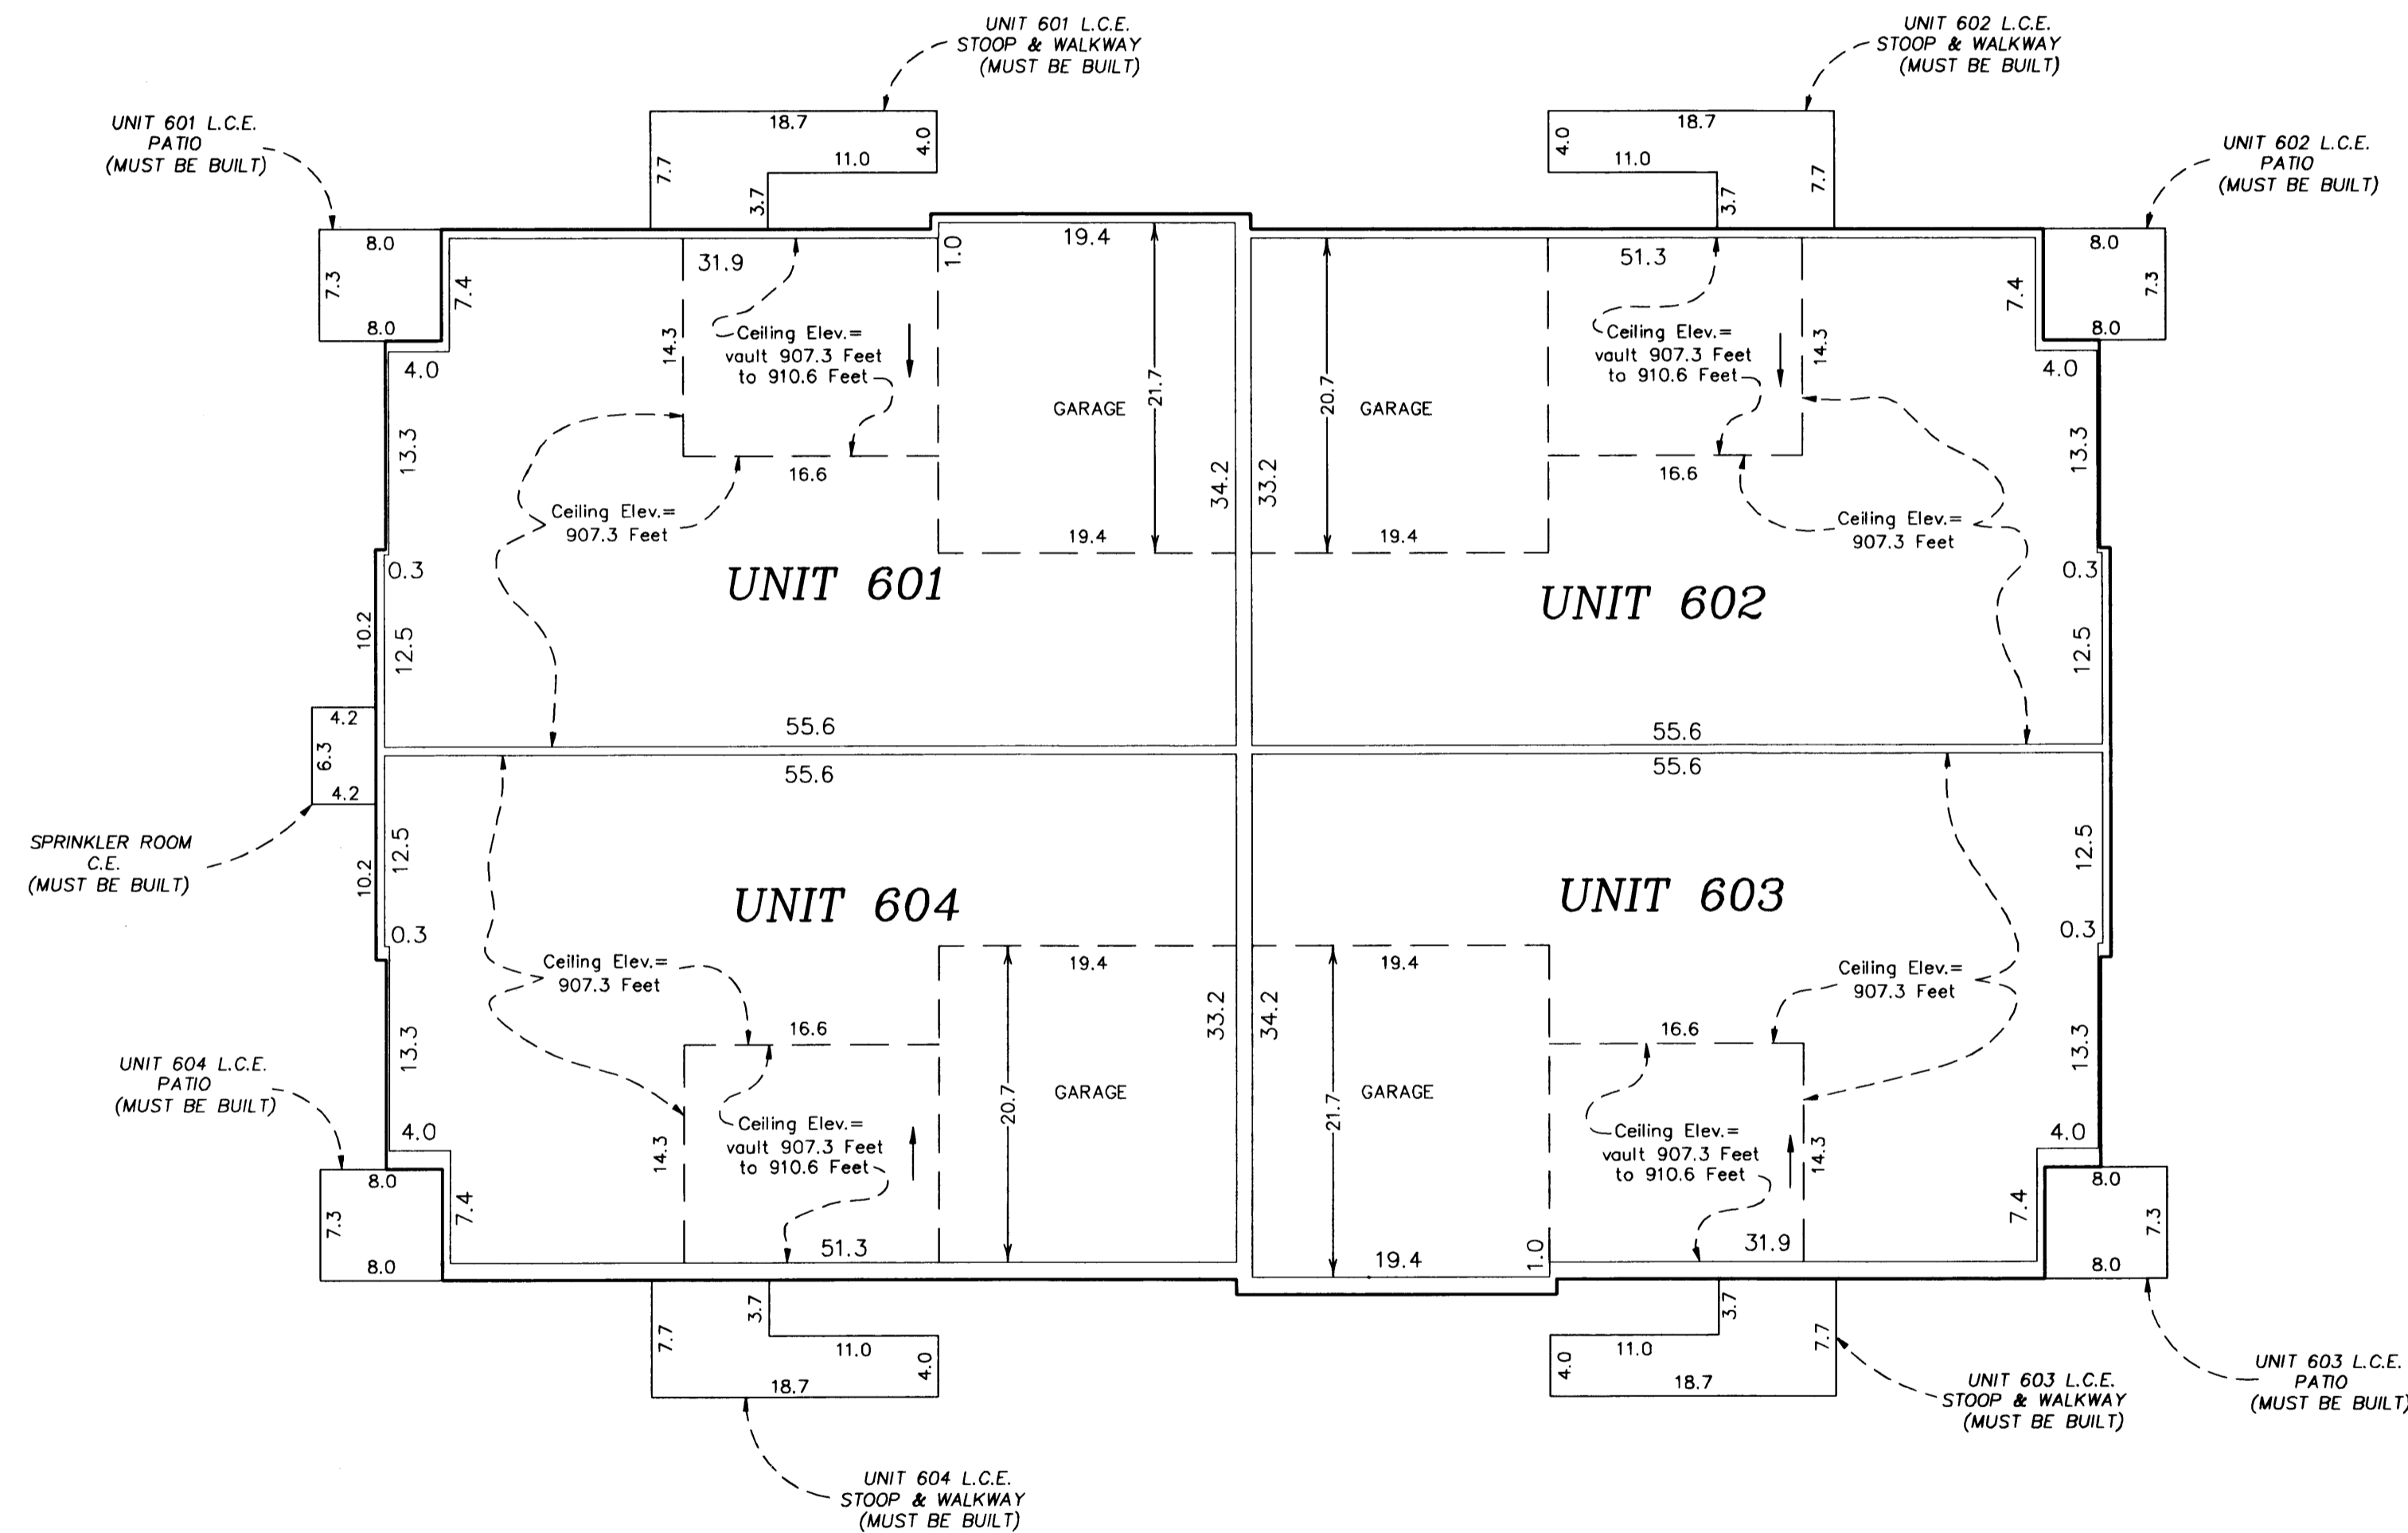 UNIT 601 L.C.E.
STOOP & WALKWAY
(MUST BE BUILT)
UNIT 602 L.C.E.
STOOP & WALKWAY
(MUST BE BUILT)
UNIT 601 L.C.E.
PATIO
(MUST BE BUILT)
18.7
4.0
11.0
7.7
3.7
4.0
18.7
11.0
7.7
3.7
UNIT 602 L.C.E.
PATIO
(MUST BE BUILT)
8.0
7.3
8.0
7.4
4.0
31.9
1.0
19.4
51.3
7.4
8.0
7.3
8.0
4.0
14.3
Ceiling Elev.=
vault 907.3 Feet
to 910.6 Feet
16.6
GARAGE
21.7
20.7
GARAGE
Ceiling Elev.=
vault 907.3 Feet
to 910.6 Feet
14.3
16.6
13.3
34.2
33.2
13.3
Ceiling Elev.=
907.3 Feet
19.4
19.4
Ceiling Elev.=
907.3 Feet
0.3
UNIT 601
UNIT 602
0.3
10.2
12.5
12.5
55.6
55.6
4.2
6.3
4.2
55.6
55.6
SPRINKLER ROOM
C.E.
(MUST BE BUILT)
10.2
12.5
12.5
UNIT 604
UNIT 603
0.3
0.3
Ceiling Elev.=
907.3 Feet
19.4
19.4
Ceiling Elev.=
907.3 Feet
13.3
16.6
33.2
34.2
16.6
13.3
UNIT 604 L.C.E.
PATIO
(MUST BE BUILT)
4.0
14.3
Ceiling Elev.=
vault 907.3 Feet
to 910.6 Feet
20.7
GARAGE
21.7
GARAGE
Ceiling Elev.=
vault 907.3 Feet
to 910.6 Feet
14.3
4.0
8.0
7.3
8.0
7.4
51.3
19.4
1.0
31.9
7.4
8.0
7.3
8.0
7.7
3.7
11.0
4.0
18.7
3.7
11.0
4.0
7.7
18.7
UNIT 603 L.C.E.
STOOP & WALKWAY
(MUST BE BUILT)
UNIT 603 L.C.E.
PATIO
(MUST BE BUILT)
UNIT 604 L.C.E.
STOOP & WALKWAY
(MUST BE BUILT)